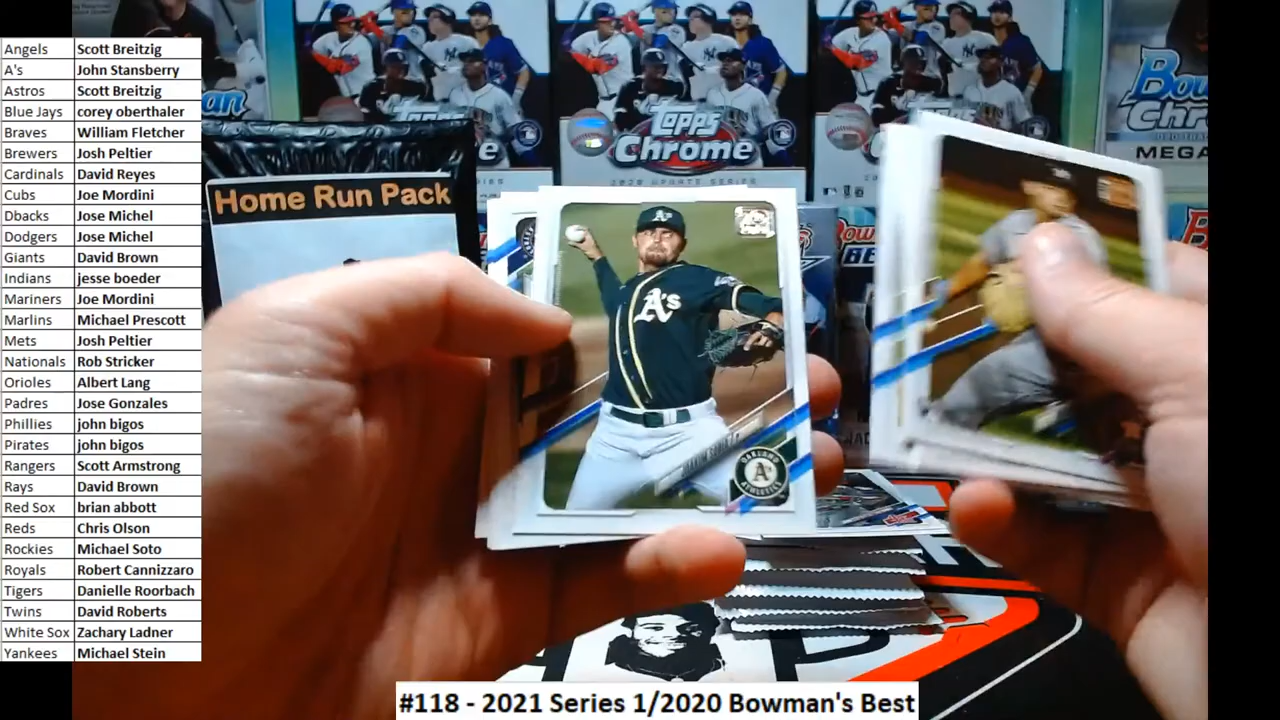 Angels Scott Breitzig
A's John Stansberry
Astros Scott Breitzig
Blue Jays corey oberthaler
Braves William Fletcher
Brewers Josh Peltier
Cardinals David Reyes
Cubs Joe Mordini
Dbacks Jose Michel
Dodgers Jose Michel
Giants David Brown
Indians jesse boeder
Mariners Joe Mordini
Marlins Michael Prescott
Mets Josh Peltier
Nationals Rob Stricker
Orioles Albert Lang
Padres Jose Gonzales
Phillies john bigos
Pirates john bigos
Rangers Scott Armstrong
Rays David Brown
Red Sox brian abbott
Reds Chris Olson
Rockies Michael Soto
Royals Robert Cannizzaro
Tigers Danielle Roorbach
Twins David Roberts
White Sox Zachary Ladner
Yankees Michael Stein
Home Run Pack
Topps
Chrome
A's
A's
OAKLAND
ATHLETICS
MEGA
#118 - 2021 Series 1/2020 Bowman's Best